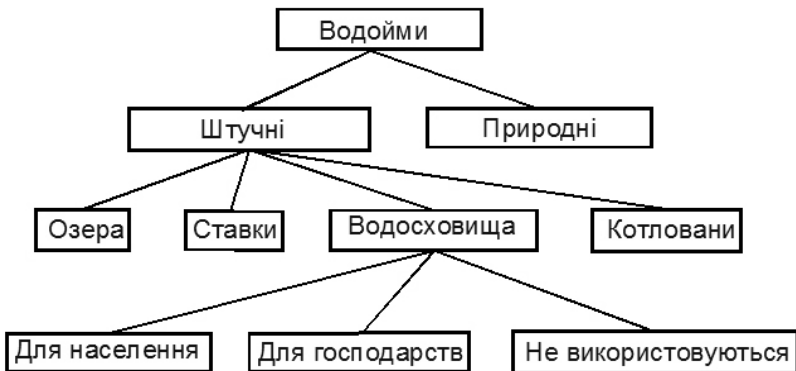 Водойми
Штучні
Природні
Озера
Ставки
Водосховища
Котловани
Для населення
Для господарств
Не використовуються